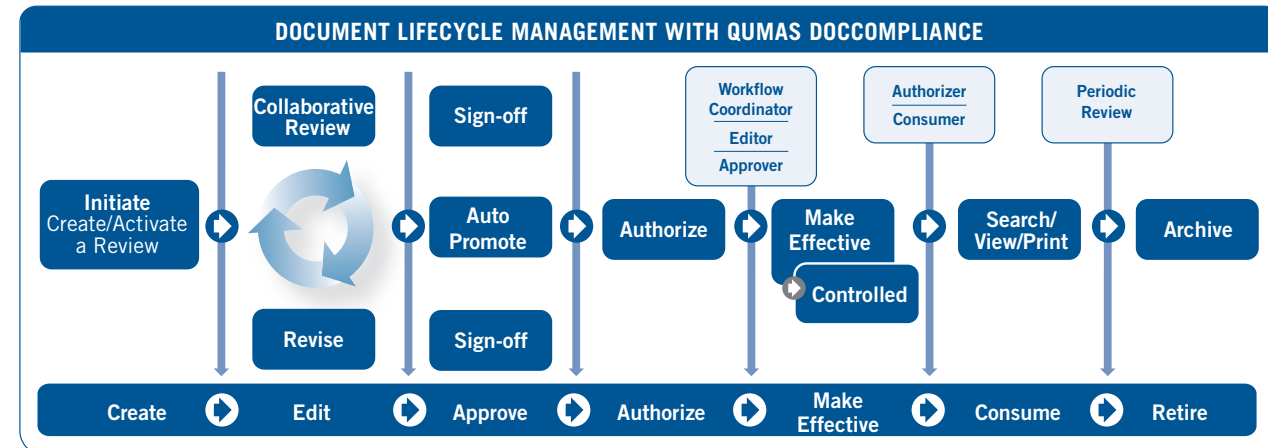 DOCUMENT LIFECYCLE MANAGEMENT WITH QUMAS DOCCOMPLIANCE
Initiate
Create/Activate
a Review
Collaborative
Review
Revise
Sign-off
Auto
Promote
Sign-off
Authorize
Workflow
Coordinator
Editor
Approver
Make
Effective
Controlled
Authorizer
Consumer
Search/
View/Print
Periodic
Review
Archive
Create
Edit
Approve
Authorize
Make
Effective
Consume
Retire